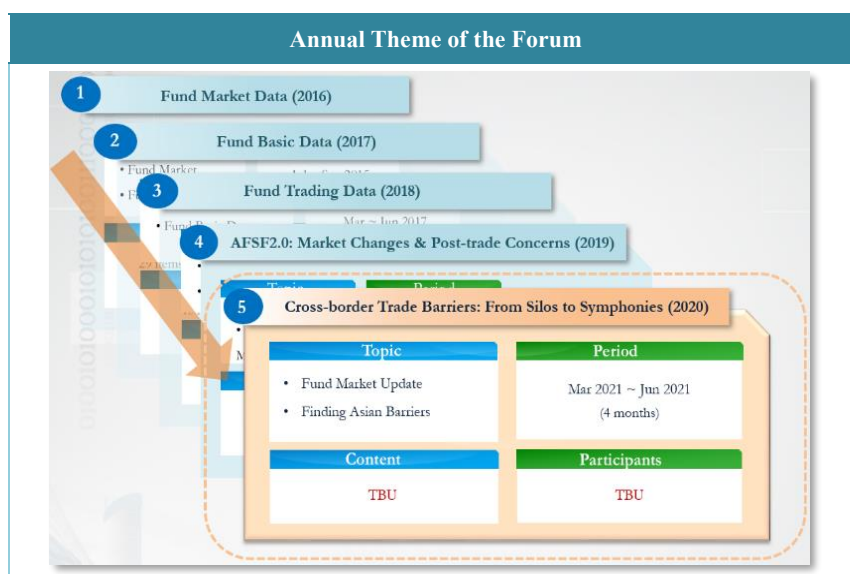 Annual Theme of the Forum
1 Fund Market Data (2016)
2 Fund Basic Data (2017)
• Fund Market
3 Fund Trading Data (2018)
Mar ~ Jun 2017
4 AFSF2.0: Market Changes & Post-trade Concerns (2019)
Topic Period
5 Cross-border Trade Barriers: From Silos to Symphonies (2020)
Topic
• Fund Market Update
• Finding Asian Barriers
Period
Mar 2021 ~ Jun 2021
(4 months)
Content
TBU
Participants
TBU